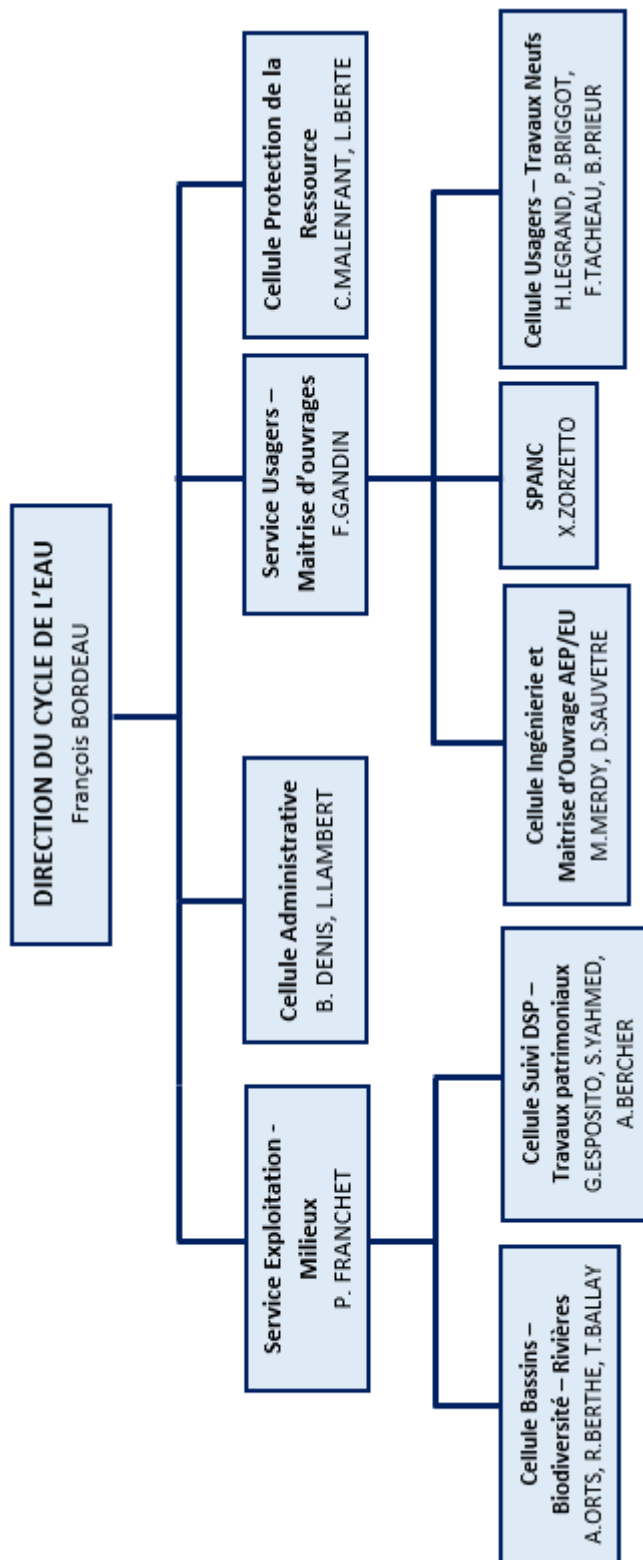 DIRECTION DU CYCLE DE L'EAU
François BORDEAU
Service Exploitation -
Milieux
P. FRANCHET
Cellule Administrative
B. DENIS, L.LAMBERT
Service Usagers –
Maitrise d'ouvrages
F.GANDIN
Cellule Protection de la
Ressource
C.MALENFANT, L.BERTE
Cellule Bassins –
Biodiversité – Rivières
A.ORTS, R.BERTHE, T.BALLAY
Cellule Suivi DSP –
Travaux patrimoniaux
G.ESPOSITO, S.YAHMED,
A.BERCHER
Cellule Ingénierie et
Maitrise d'Ouvrage AEP/EU
M.MERDY, D.SAUVETRE
SPANC
X.ZORZETTO
Cellule Usagers – Travaux Neufs
H.LEGRAND, P.BRIGGOT,
F.TACHEAU, B.PRIEUR